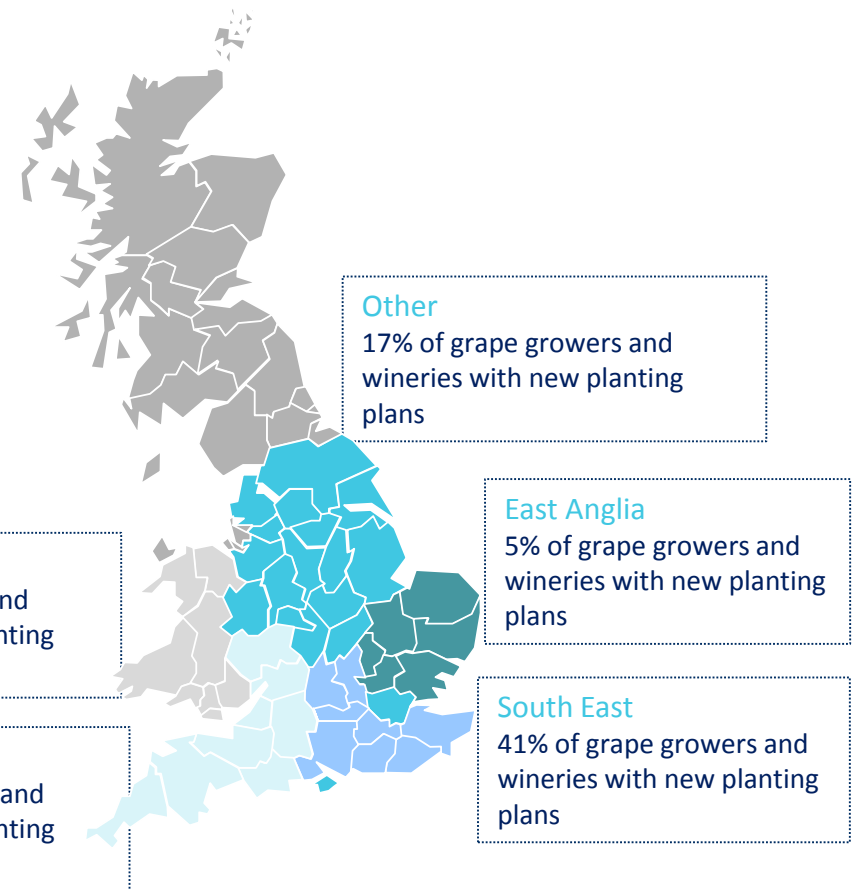 Other
17% of grape growers and
wineries with new planting
plans
East Anglia
5% of grape growers and
wineries with new planting
plans
South East
41% of grape growers and
wineries with new planting
plans
and